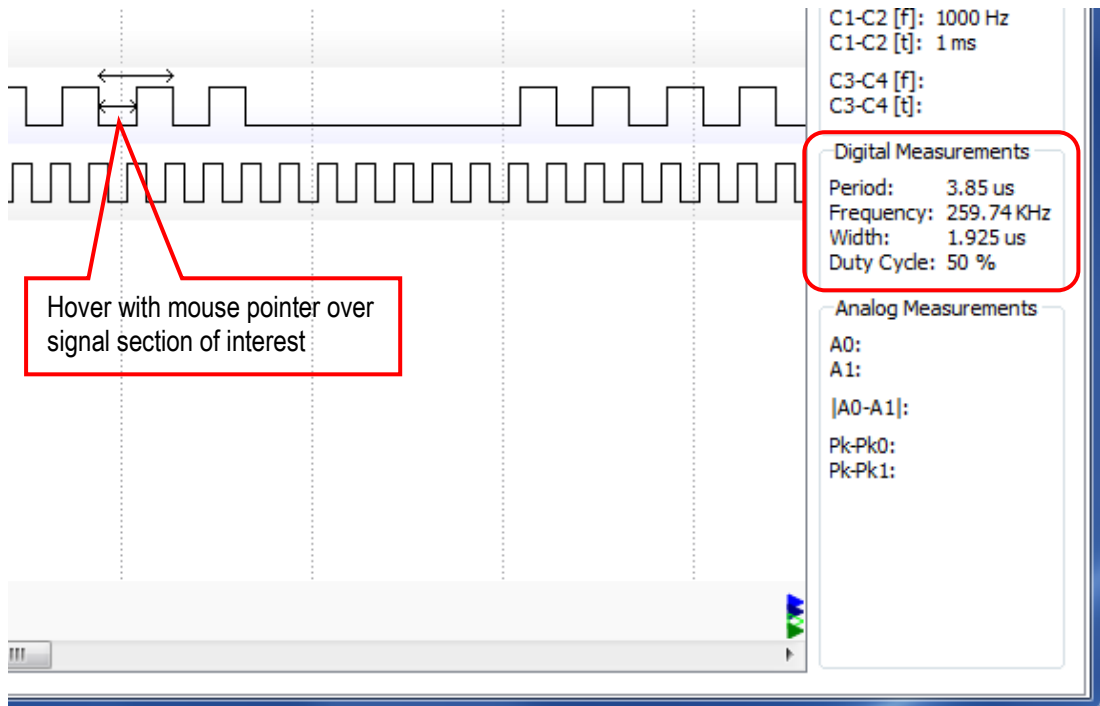 C1-C2 [f]: 1000 Hz
C1-C2 [t]: 1 ms
C3-C4 [f]:
C3-C4 [t]:
Digital Measurements
Period: 3.85 us
Frequency: 259.74 KHz
Width: 1.925 us
Duty Cycle: 50 %
Hover with mouse pointer over
signal section of interest
Analog Measurements
A0:
A1:
|A0-A1|:
Pk-Pk0:
Pk-Pk1: